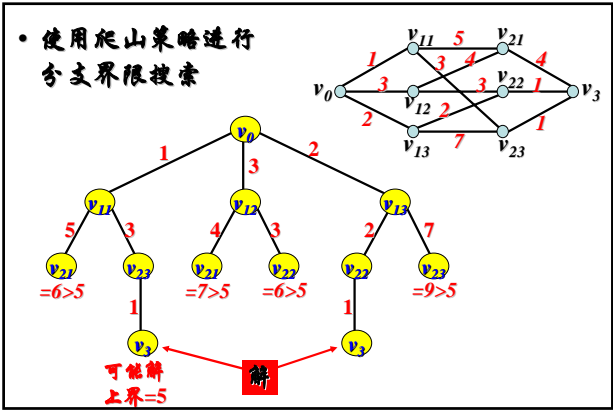 • 使用爬山策略进行
分支界限搜索
v11 5 v21
1 3 4 4
v0 3 v12 3 v22 1 v3
2 2 1
v13 7 v23
v0
1 3 2
v11 v12 v13
5 3 4 3 2 7
v21 v23 v21 v22 v22 v23
=6>5 =7>5 =6>5 =9>5
1 1
v3 v3
可能解 解
上界=5